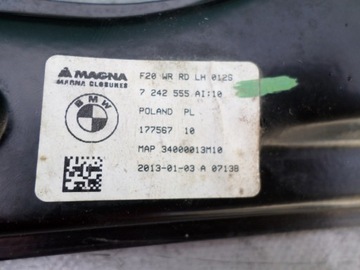 MAGNA
MAGNA CLOSURES
BMW
F20 WR RD LH 012S
7 242 555 AI:10
POLAND PL
177567 10
MAP 34000013M10
2013-01-03 A 0713B